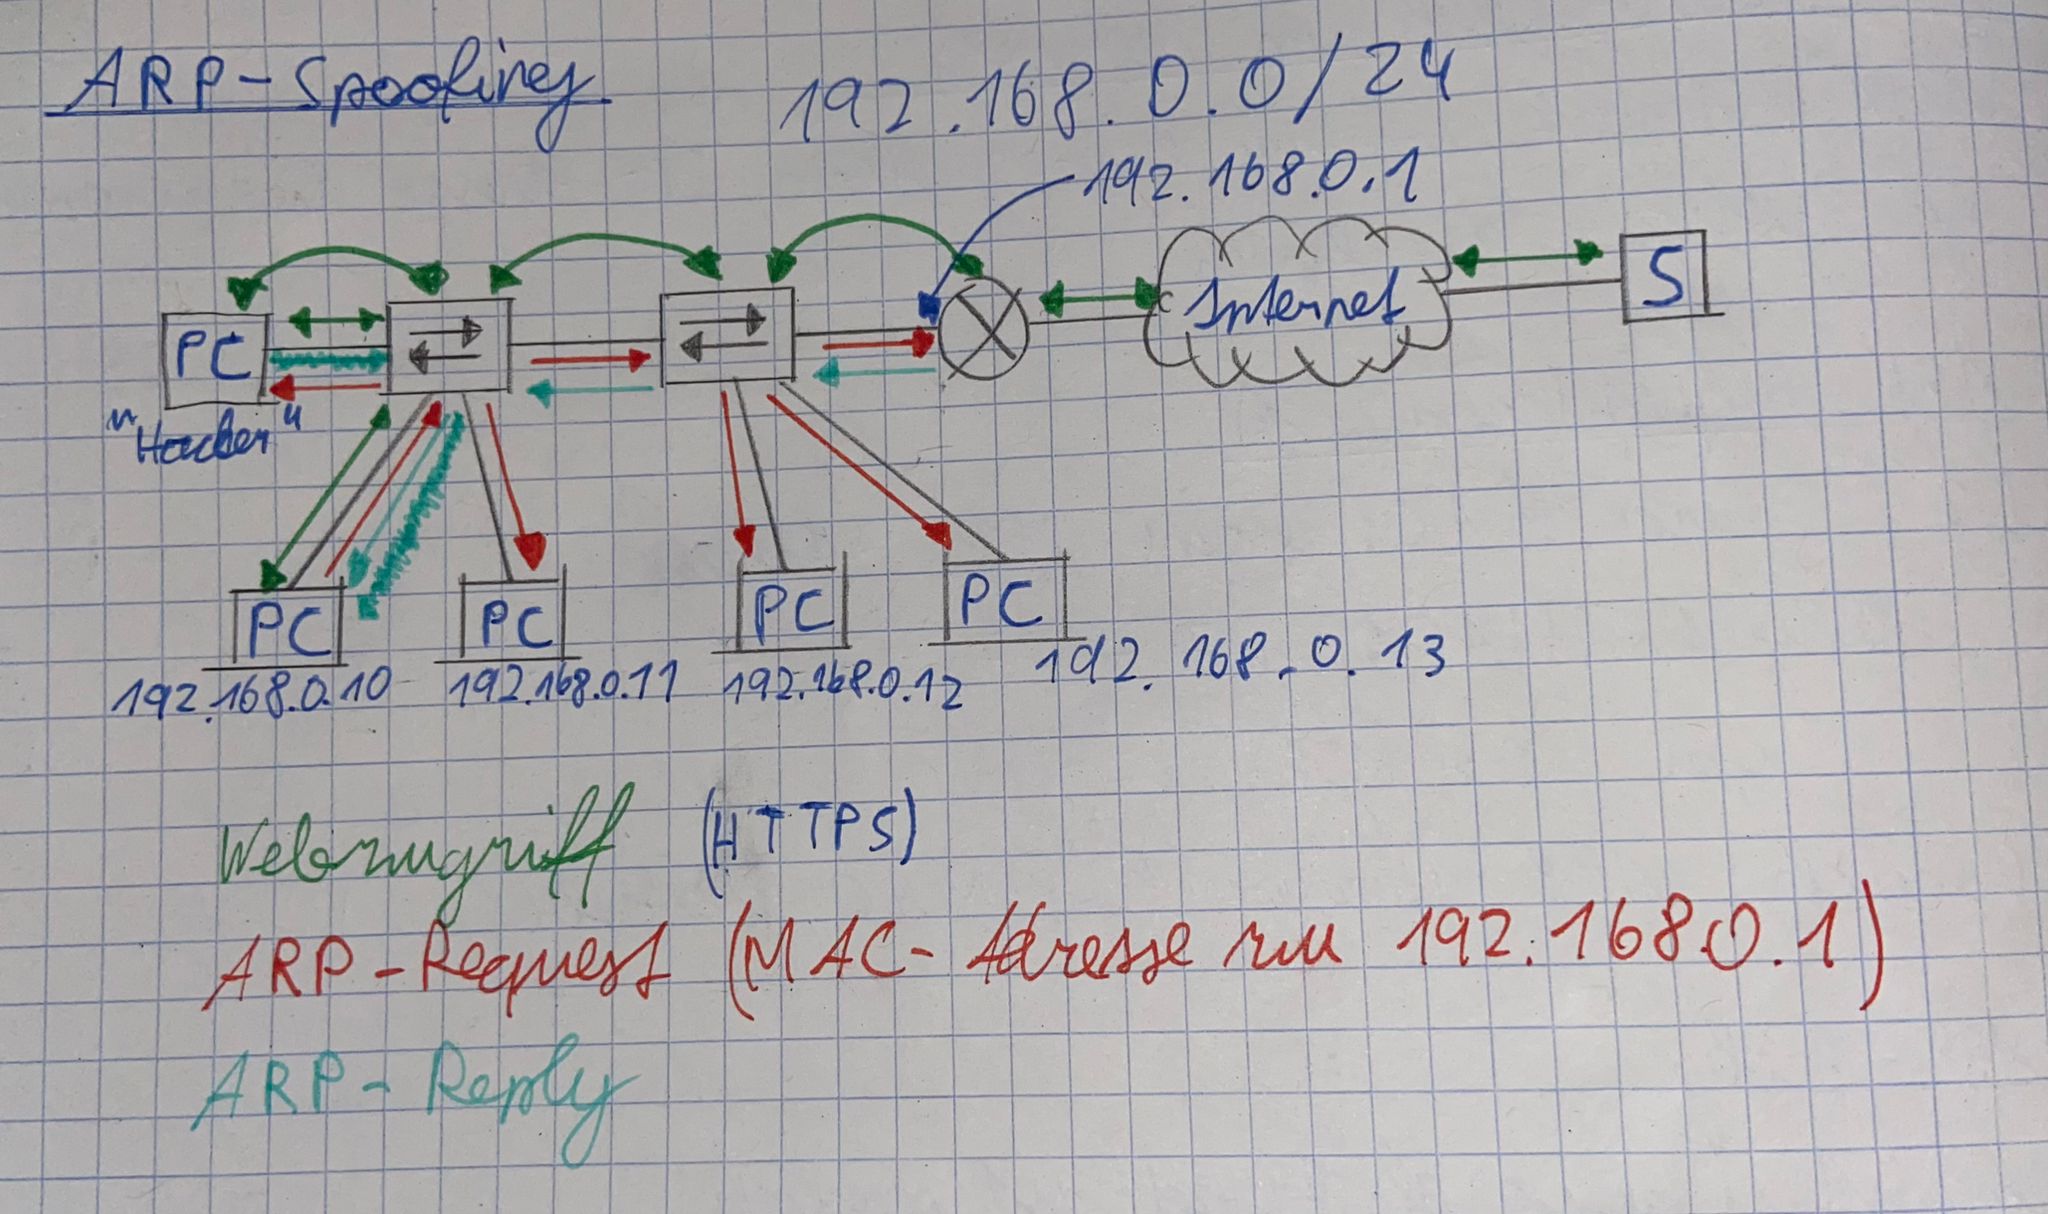 ARP-Spoofing
192.168.0.0/24
192.168.0.1
PC
Internet
S
"Hacker"
PC
PC
PC
PC
192.168.0.10
192.168.0.11
192.168.0.12
192.168.0.13
Webzugriff (HTTPS)
ARP-Request (MAC-Adresse zu 192.168.0.1)
ARP-Reply